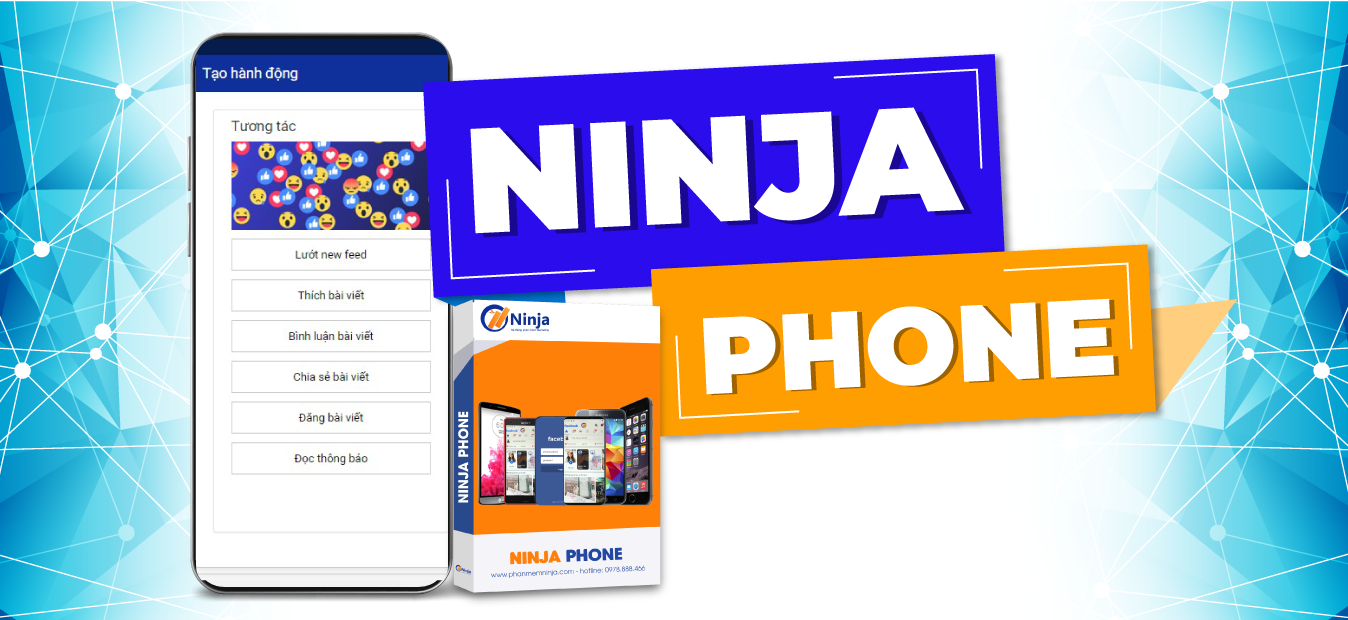 Tạo hành động
Tương tác
Lướt new feed
Thích bài viết
Bình luận bài viết
Chia sẻ bài viết
Đăng bài viết
Đọc thông báo
NINJA
PHONE
Ninja
NINJA PHONE
NINJA PHONE
www.phanmemninja.com - hotline: 0978.888.466